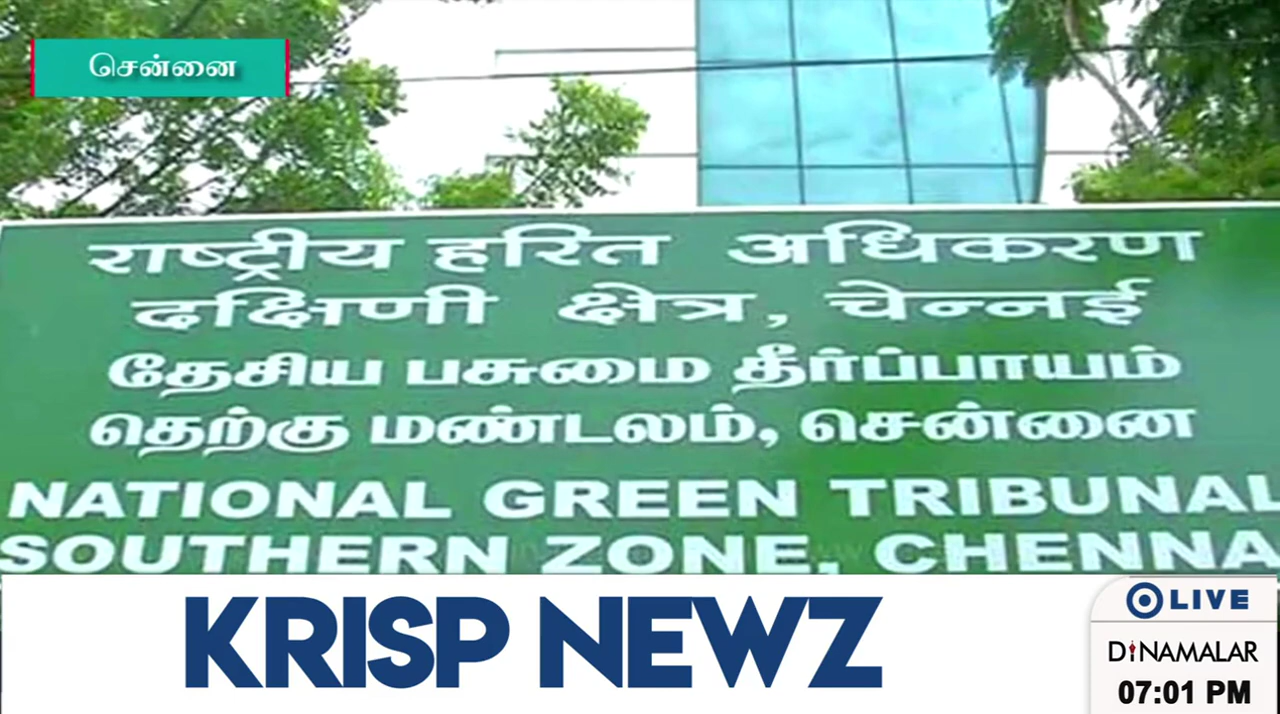 சென்னை
राष्ट्रीय हरित अधिकरण
दक्षिणी क्षेत्र, चेन्नई
தேசிய பசுமை தீர்ப்பாயம்
தெற்கு மண்டலம், சென்னை
NATIONAL GREEN TRIBUNAL
SOUTHERN ZONE, CHENNA
KRISP NEWZ
LIVE
DINAMALAR
07:01 PM